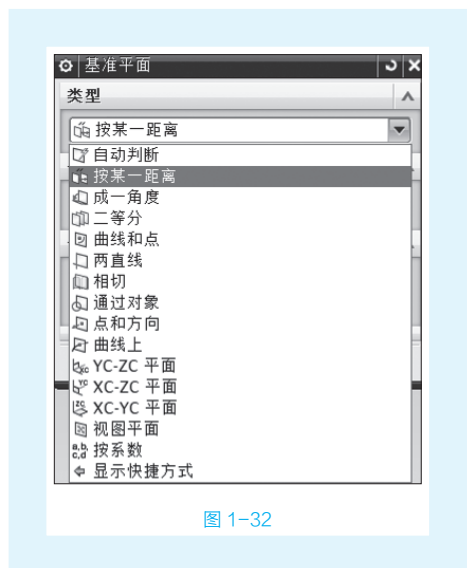 基准平面
类型
按某一距离
自动判断
按某一距离
成一角度
二等分
曲线和点
两直线
相切
通过对象
点和方向
曲线上
YC-ZC 平面
XC-ZC 平面
XC-YC 平面
视图平面
按系数
显示快捷方式
图 1-32